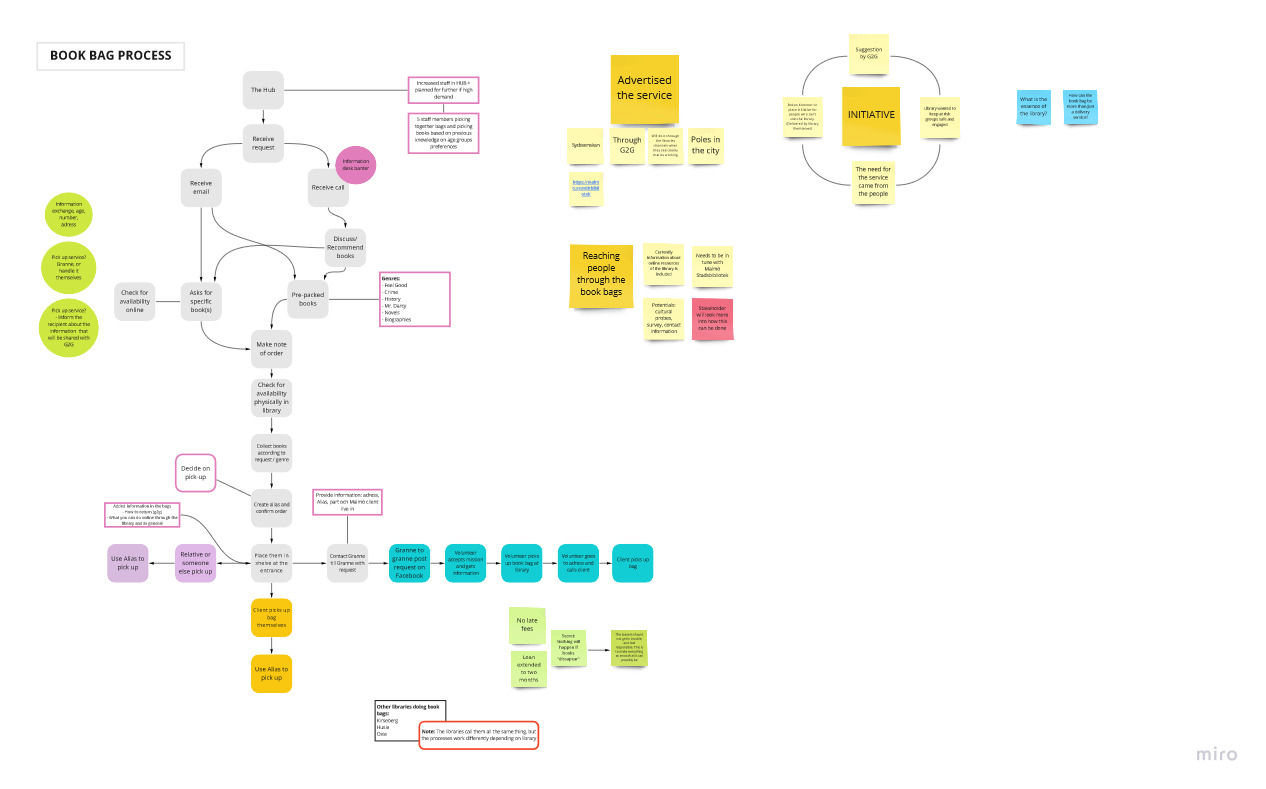 BOOK BAG PROCESS
The Hub
Increased staff in HUB +
planned for further if high
demand
5 staff members picking
together bags and picking
books based on previous
knowledge on age groups
preferences
Receive
request
Information
desk banter
Receive
email
Receive call
Information
exchange, age,
number,
adress
Pick up service?
Granne, or
handle it
themselves
Pick up service?
- Inform the
recipient about the
information that
will be shared with
G2G
Discuss/
Recommend
books
Check for
availability
online
Asks for
specific
book(s)
Pre-packed
books
Genres:
- Feel Good
- Crime
- History
- Mr. Darcy
- Novels
- Biographies
Make note
of order
Check for
availability
physically in
library
Collect books
according to
request / genre
Decide on
pick-up
Create alias and
confirm order
Provide information: adress,
Alias, part och Malmö client
live in
Added information in the bags
- How to return (g2g)
- What you can do online through the
library and in general
Use Alias to
pick up
Relative or
someone
else pick up
Place them in
shelve at the
entrance
Contact Granne
til Granne with
request
Granne to
granne post
request on
Facebook
Volunteer
accepts mission
and gets
information
Volunteer picks
up book bag at
library
Volunteer goes
to adress and
calls client
Client picks up
bag
Client picks up
bag
themselves
Use Alias to
pick up
No late
fees
Loan
extended
to two
months
Secret:
Nothing will
happen if
books
"dissapear"
Other libraries doing book
bags:
Kirseberg
Husie
Oxie
Note: The libraries call them all the same thing, but
the processes work differently depending on library
Advertised
the service
Sydsvenskan
Through
G2G
Poles in
the city
Reaching
people
through the
book bags
Currently
information about
online resources
of the library is
included
Needs to be in
tune with
Malmö
Stadsbibliotek
Potentials:
cultural
probes,
survey, contact
information
Stakeholder
will look more
into how this
can be done
Suggestion
by G2G
INITIATIVE
Library wanted to
keep at risk
groups safe and
engaged
The need for
the service
came from
the people
What is the
essence of
the library?
How can the
book bag be
more than just
a delivery
service?
miro